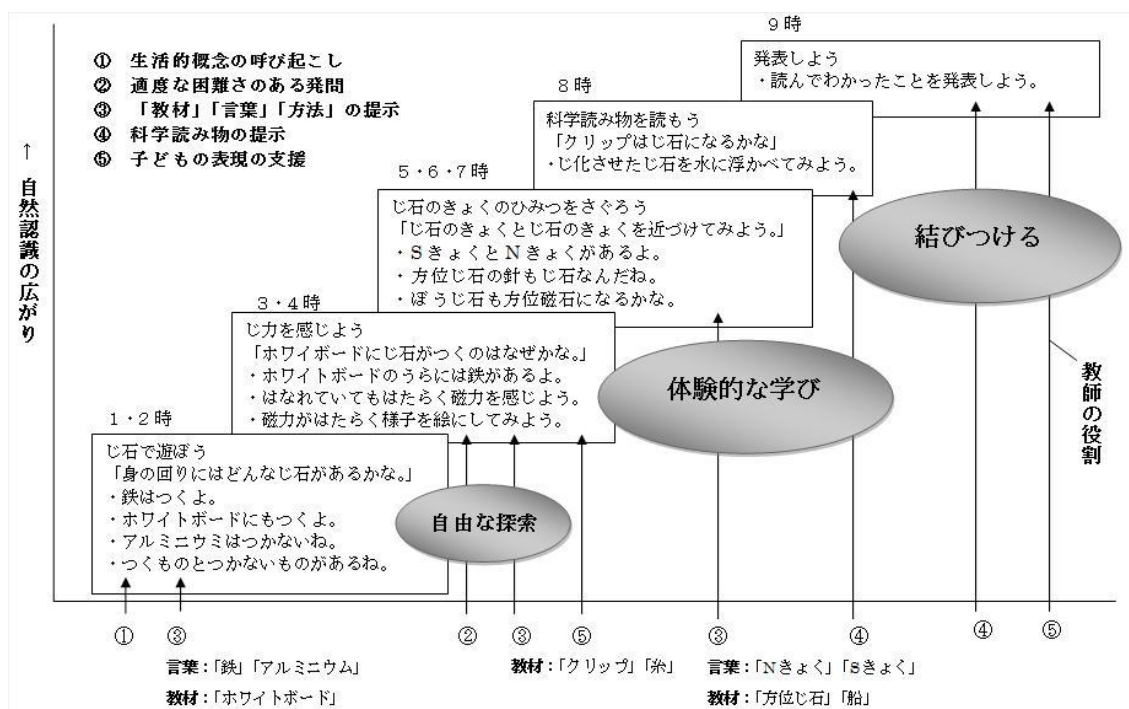 ① 生活的概念の呼び起こし
② 適度な困難さのある発問
③ 「教材」「言葉」「方法」の提示
④ 科学読み物の提示
⑤ 子どもの表現の支援
↑ 自然認識の広がり
9時
発表しよう
・読んでわかったことを発表しよう。
8時
科学読み物を読もう
「クリップはじ石になるかな」
・じ化させたじ石を水に浮かべてみよう。
5・6・7時
じ石のきょくのひみつをさぐろう
「じ石のきょくとじ石のきょくを近づけてみよう。」
・SきょくとNきょくがあるよ。
・方位じ石の針もじ石なんだね。
・ぼうじ石も方位磁石になるかな。
3・4時
じ力を感じよう
「ホワイボードにじ石がつくのはなぜかな。」
・ホワイトボードのうらには鉄があるよ。
・はなれていてもはたらく磁力を感じよう。
・磁力がはたらく様子を絵にしてみよう。
1・2時
じ石で遊ぼう
「身の回りにはどんなじ石があるかな。」
・鉄はつくよ。
・ホワイトボードにもつくよ。
・アルミニウミはつかないね。
・つくものとつかないものがあるね。
自由な探索
体験的な学び
結びつける
教師の役割
① ③ ② ③ ⑤ ③ ④ ④ ⑤
言葉:「鉄」「アルミニウム」
教材:「ホワイトボード」
教材:「クリップ」「糸」
言葉:「Nきょく」「Sきょく」
教材:「方位じ石」「船」